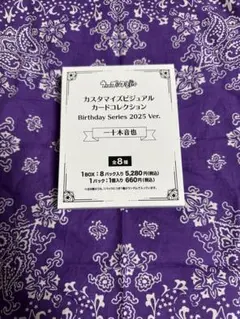 カスタマイズビジュアル
カードコレクション
Birthday Series 2025 Ver.
一十木音也
全8種
1BOX:8パック入り 5,280円(税込)
1パック:1個入り 660円(税込)